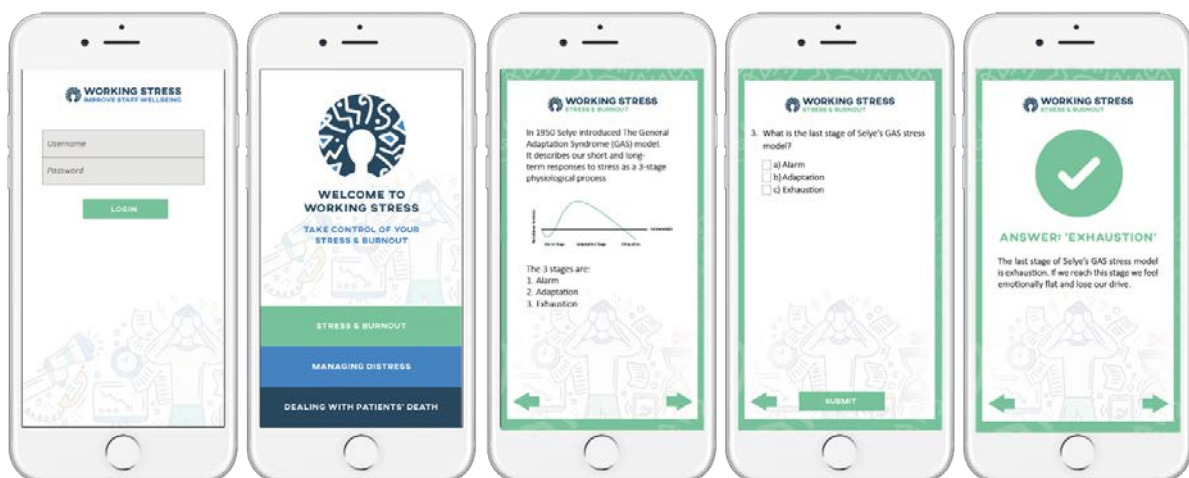 WORKING STRESS
IMPROVE STAFF WELLBEING
Username
Password
LOGIN
WELCOME TO
WORKING STRESS
TAKE CONTROL OF YOUR
STRESS & BURNOUT
STRESS & BURNOUT
MANAGING DISTRESS
DEALING WITH PATIENTS' DEATH
WORKING STRESS
STRESS & BURNOUT
In 1950 Selye introduced The General
Adaptation Syndrome (GAS) model.
It describes our short and long-
term responses to stress as a 3-stage
physiological process
Alarm Stage
Adaptation Stage
Exhaustion
The 3 stages are:
1. Alarm
2. Adaptation
3. Exhaustion
WORKING STRESS
STRESS & BURNOUT
3. What is the last stage of Selye's GAS stress
model?
a) Alarm
b) Adaptation
c) Exhaustion
SUBMIT
WORKING STRESS
STRESS & BURNOUT
ANSWER: 'EXHAUSTION'
The last stage of Selye's GAS stress model
is exhaustion. If we reach this stage we feel
emotionally flat and lose our drive.